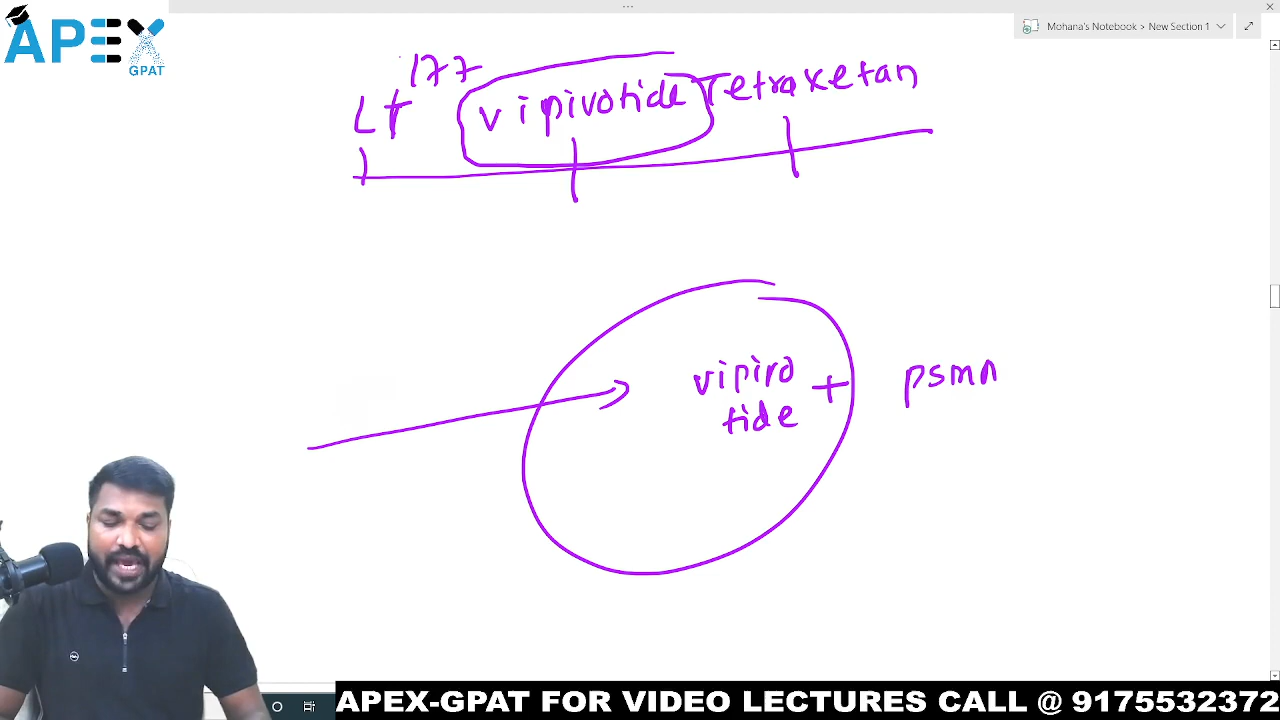 APEX
GPAT
Mohana's Notebook > New Section 1
Lt 177 vipivotide Tetraxetan
vipivo + psma
tide
APEX-GPAT FOR VIDEO LECTURES CALL @ 9175532372